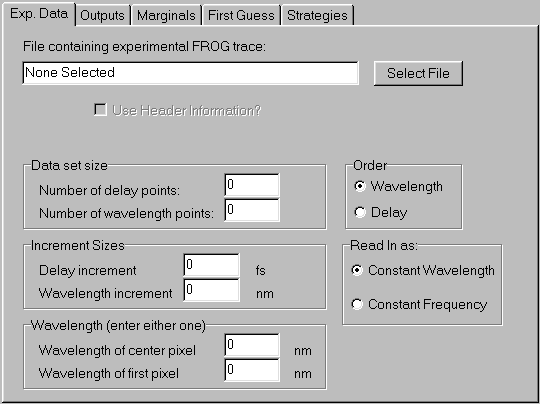 Exp. Data Outputs Marginals First Guess Strategies
File containing experimental FROG trace:
None Selected Select File
Use Header Information?
Data set size
Number of delay points: 0
Number of wavelength points: 0
Order
Wavelength
Delay
Increment Sizes
Delay increment 0 fs
Wavelength increment 0 nm
Read In as:
Constant Wavelength
Constant Frequency
Wavelength (enter either one)
Wavelength of center pixel 0 nm
Wavelength of first pixel 0 nm